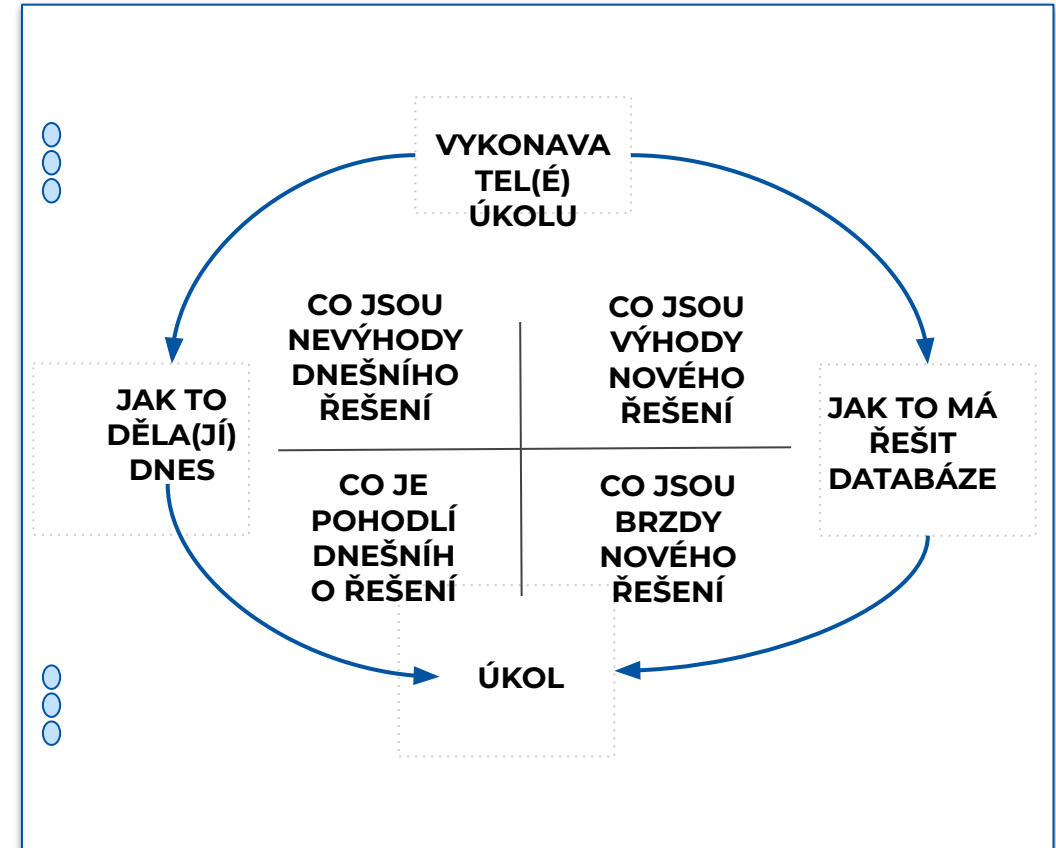 VYKONAVA
TEL(É)
ÚKOLU
CO JSOU
NEVÝHODY
DNEŠNÍHO
ŘEŠENÍ
CO JSOU
VÝHODY
NOVÉHO
ŘEŠENÍ
JAK TO
DĚLA(JÍ)
DNES
JAK TO MÁ
ŘEŠIT
DATABÁZE
CO JE
POHODLÍ
DNEŠNÍH
O ŘEŠENÍ
CO JSOU
BRZDY
NOVÉHO
ŘEŠENÍ
ÚKOL